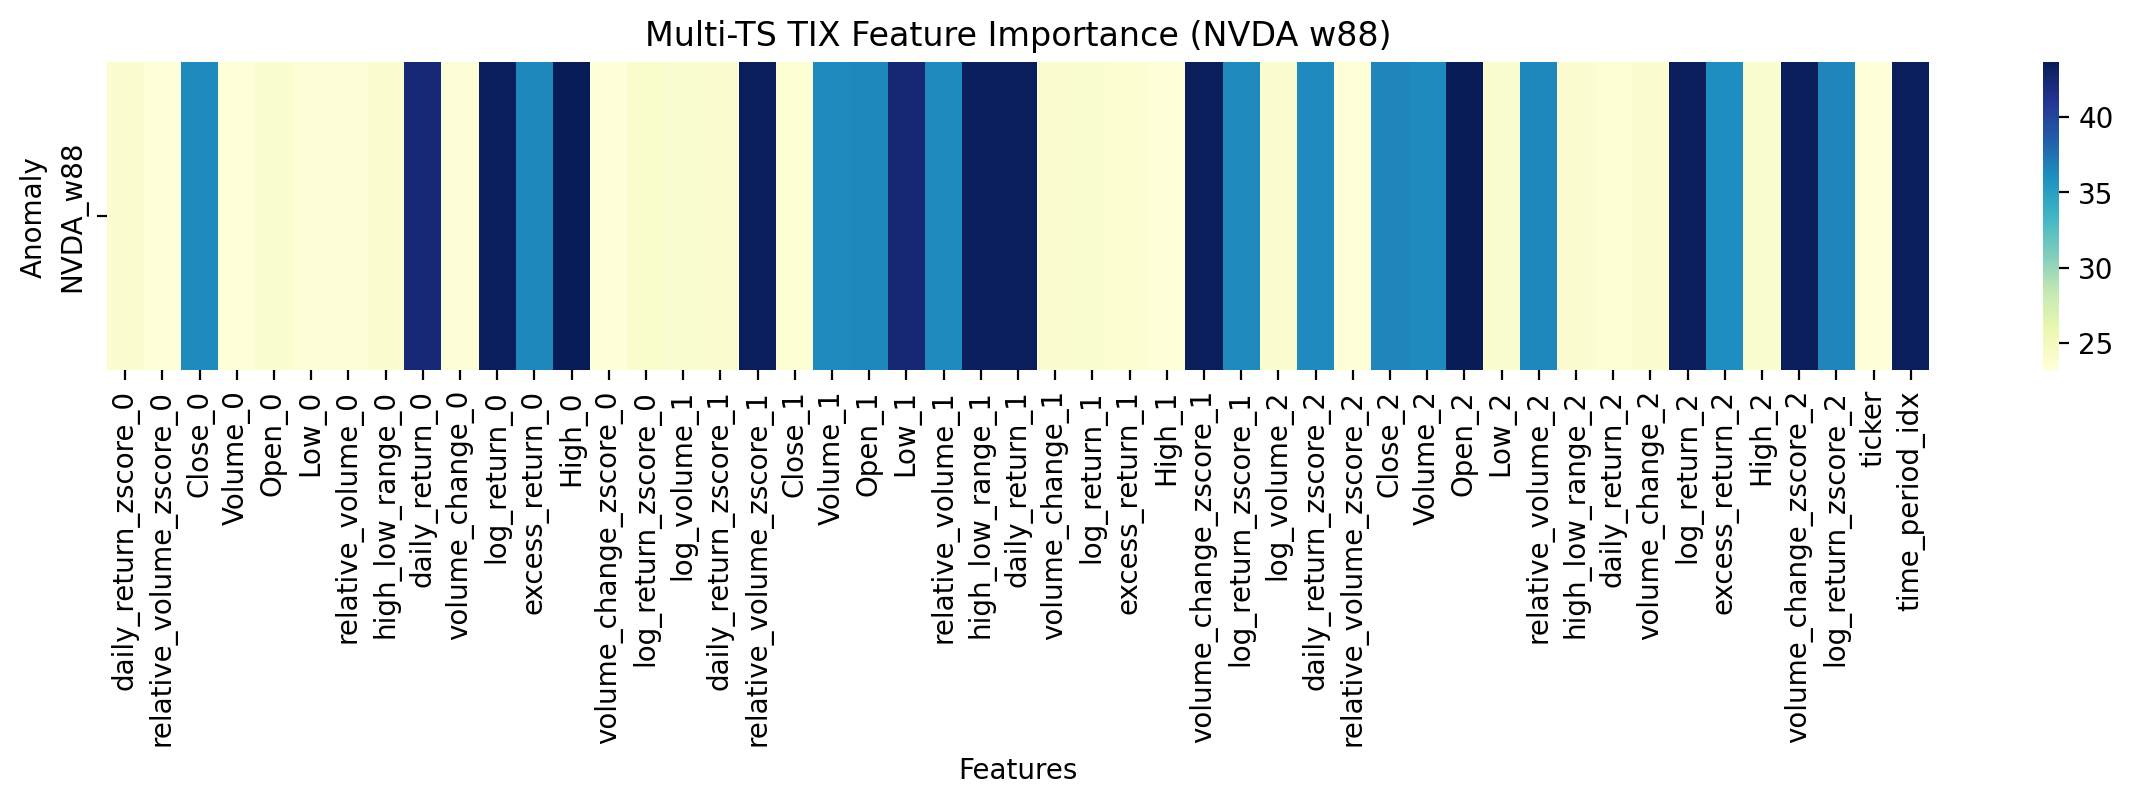 Multi-TS TIX Feature Importance (NVDA w88)
Anomaly
NVDA_w88
40
35
30
25
daily_return_zscore_0
relative_volume_zscore_0
Close_0
Volume_0
Open_0
Low_0
relative_volume_0
high_low_range_0
daily_return_0
volume_change_0
log_return_0
excess_return_0
High_0
volume_change_zscore_0
log_return_zscore_0
log_volume_1
daily_return_zscore_1
relative_volume_zscore_1
Close_1
Volume_1
Open_1
Low_1
relative_volume_1
high_low_range_1
daily_return_1
volume_change_1
log_return_1
excess_return_1
High_1
volume_change_zscore_1
log_return_zscore_1
log_volume_2
daily_return_zscore_2
relative_volume_zscore_2
Close_2
Volume_2
Open_2
Low_2
relative_volume_2
high_low_range_2
daily_return_2
volume_change_2
log_return_2
excess_return_2
High_2
volume_change_zscore_2
log_return_zscore_2
ticker
time_period_idx
Features